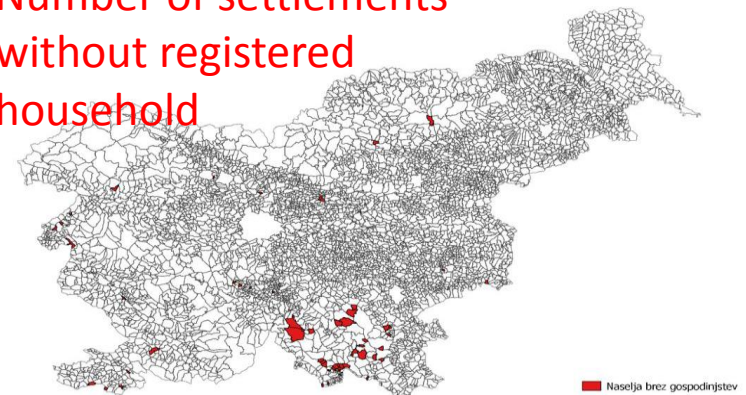 Number of settlements
without registered
household
Naselja brez gospodinjstev